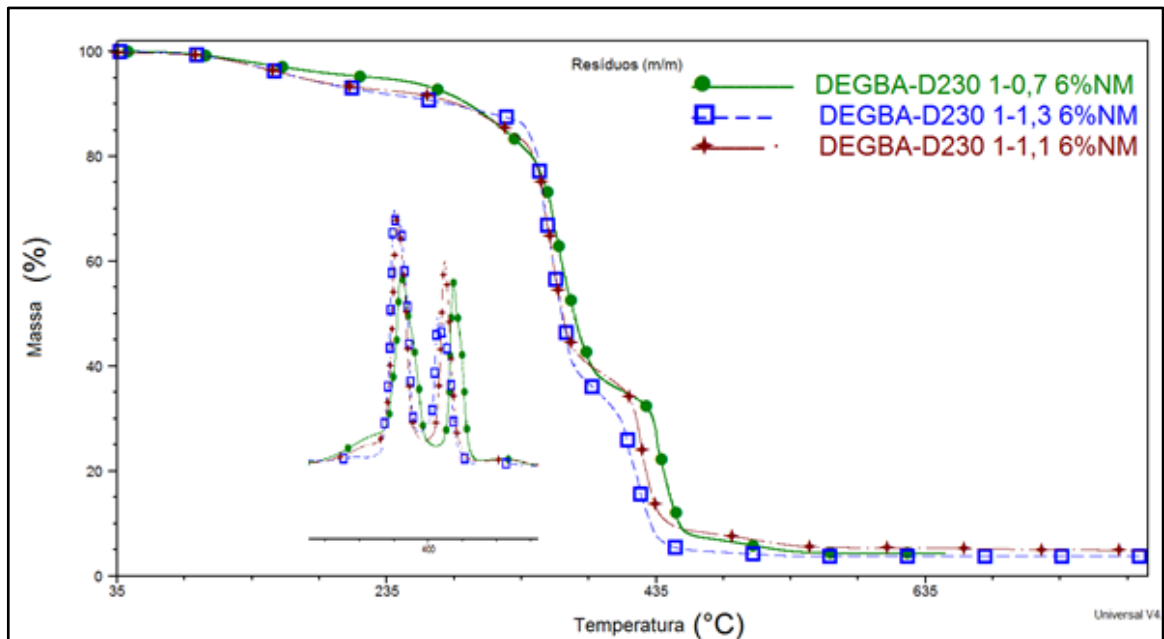 Resíduos (m/m)
DEGBA-D230 1-0,7 6%NM
DEGBA-D230 1-1,3 6%NM
DEGBA-D230 1-1,1 6%NM
100
80
60
40
20
0
Massa (%)
400
35
235
435
635
Temperatura (°C)
Universal V4.